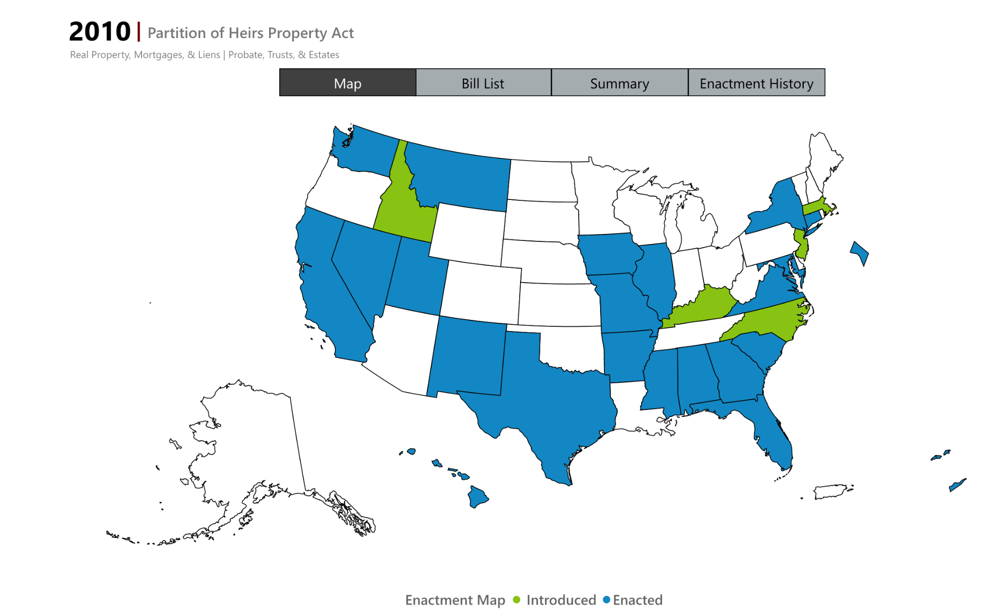 2010 | Partition of Heirs Property Act
Real Property, Mortgages, & Liens | Probate, Trusts, & Estates
Map Bill List Summary Enactment History
Enactment Map Introduced Enacted